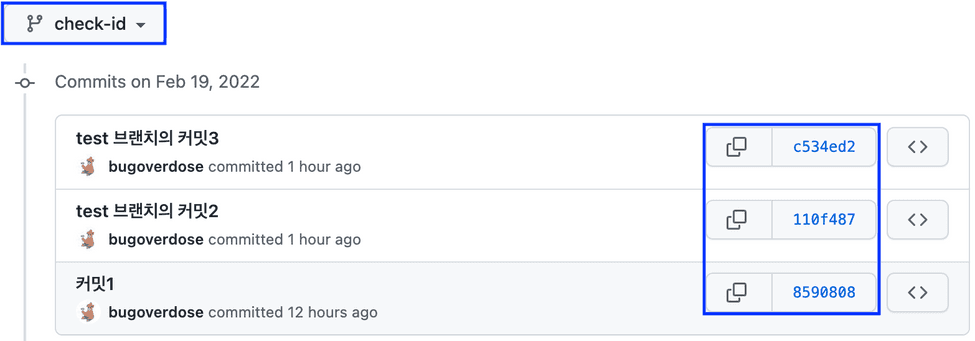 check-id
Commits on Feb 19, 2022
test 브랜치의 커밋3
bugoverdose committed 1 hour ago
c534ed2
test 브랜치의 커밋2
bugoverdose committed 1 hour ago
110f487
커밋1
bugoverdose committed 12 hours ago
8590808